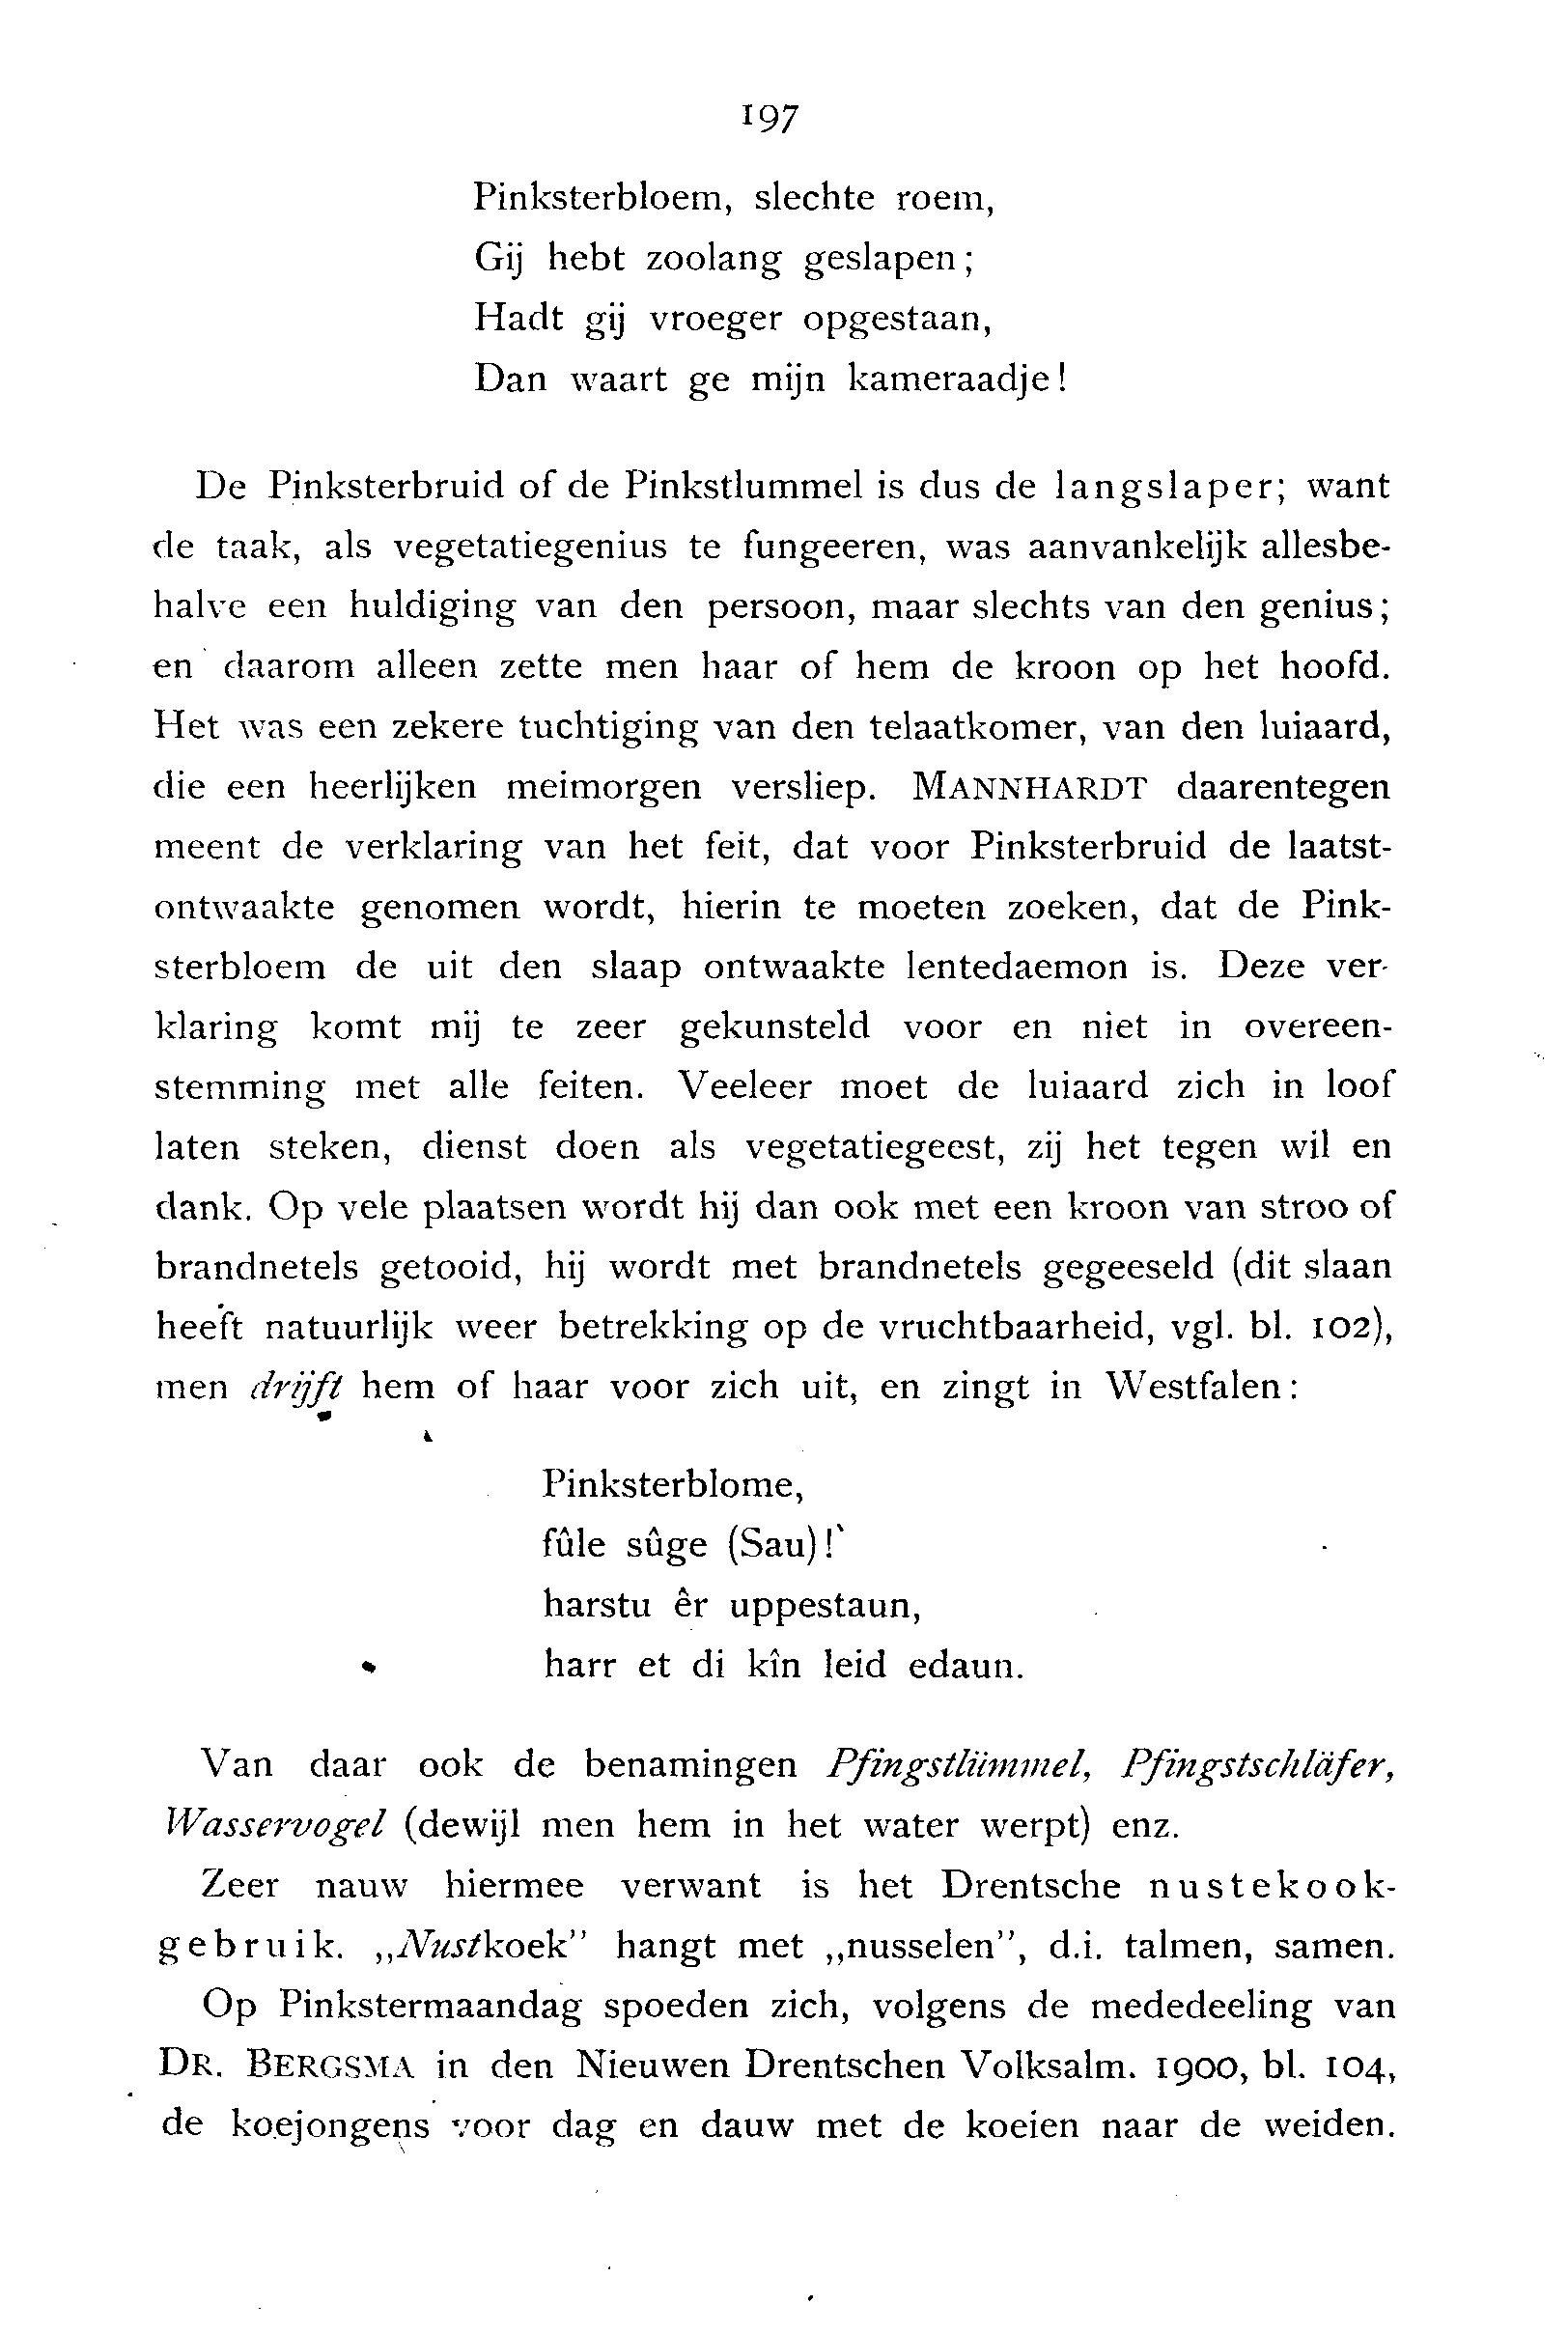 197
Pinksterbloem, slechte roem,
Gij hebt zoolang geslapen;
Hadt gij vroeger opgestaan,
Dan waart ge mijn kameraadje!
De Pinksterbruid of de Pinkstlummel is dus de langslaper; want
de taak, als vegetatiegenius te fungeeren, was aanvankelijk allesbe-
halve een huldiging van den persoon, maar slechts van den genius;
en daarom alleen zette men haar of hem de kroon op het hoofd.
Het was een zekere tuchtiging van den telaatkomer, van den luiaard,
die een heerlijken meimorgen versliep. MANNHARDT daarentegen
meent de verklaring van het feit, dat voor Pinksterbruid de laatst-
ontwaakte genomen wordt, hierin te moeten zoeken, dat de Pink-
sterbloem de uit den slaap ontwaakte lentedaemon is. Deze ver-
klaring komt mij te zeer gekunsteld voor en niet in overeen-
stemming met alle feiten. Veeleer moet de luiaard zich in loof
laten steken, dienst doen als vegetatiegeest, zij het tegen wil en
dank. Op vele plaatsen wordt hij dan ook met een kroon van stroo of
brandnetels getooid, hij wordt met brandnetels gegeeseld (dit slaan
heeft natuurlijk weer betrekking op de vruchtbaarheid, vgl. bl. 102),
men drijft hem of haar voor zich uit, en zingt in Westfalen:
Pinksterblome,
fûle sûge (Sau)!
harstu êr uppestaun,
harr et di kîn leid edaun.
Van daar ook de benamingen Pfingstlümmel, Pfingstschläfer,
Wasservogel (dewijl men hem in het water werpt) enz.
Zeer nauw hiermee verwant is het Drentsche nustekook-
gebruik. „Nustkoek” hangt met „nusselen”, d.i. talmen, samen.
Op Pinkstermaandag spoeden zich, volgens de mededeeling van
DR. BERGSMA in den Nieuwen Drentschen Volksalm. 1900, bl. 104,
de koejongens voor dag en dauw met de koeien naar de weiden.